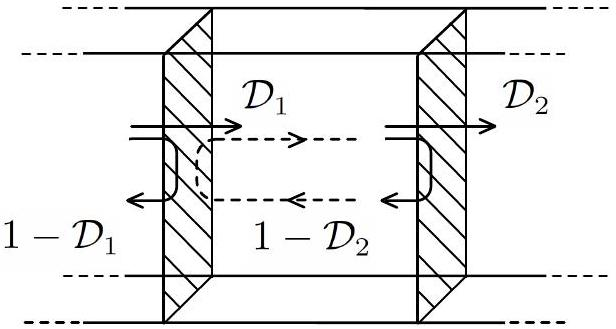 𝒟₁
𝒟₂
1 − 𝒟₁
1 − 𝒟₂